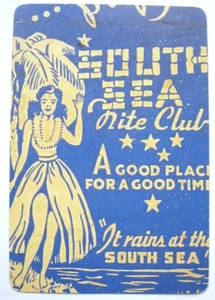 SOUTH
SEA
Nite Club
A GOOD PLACE
FOR A GOOD TIME
"It rains at the
SOUTH SEA"